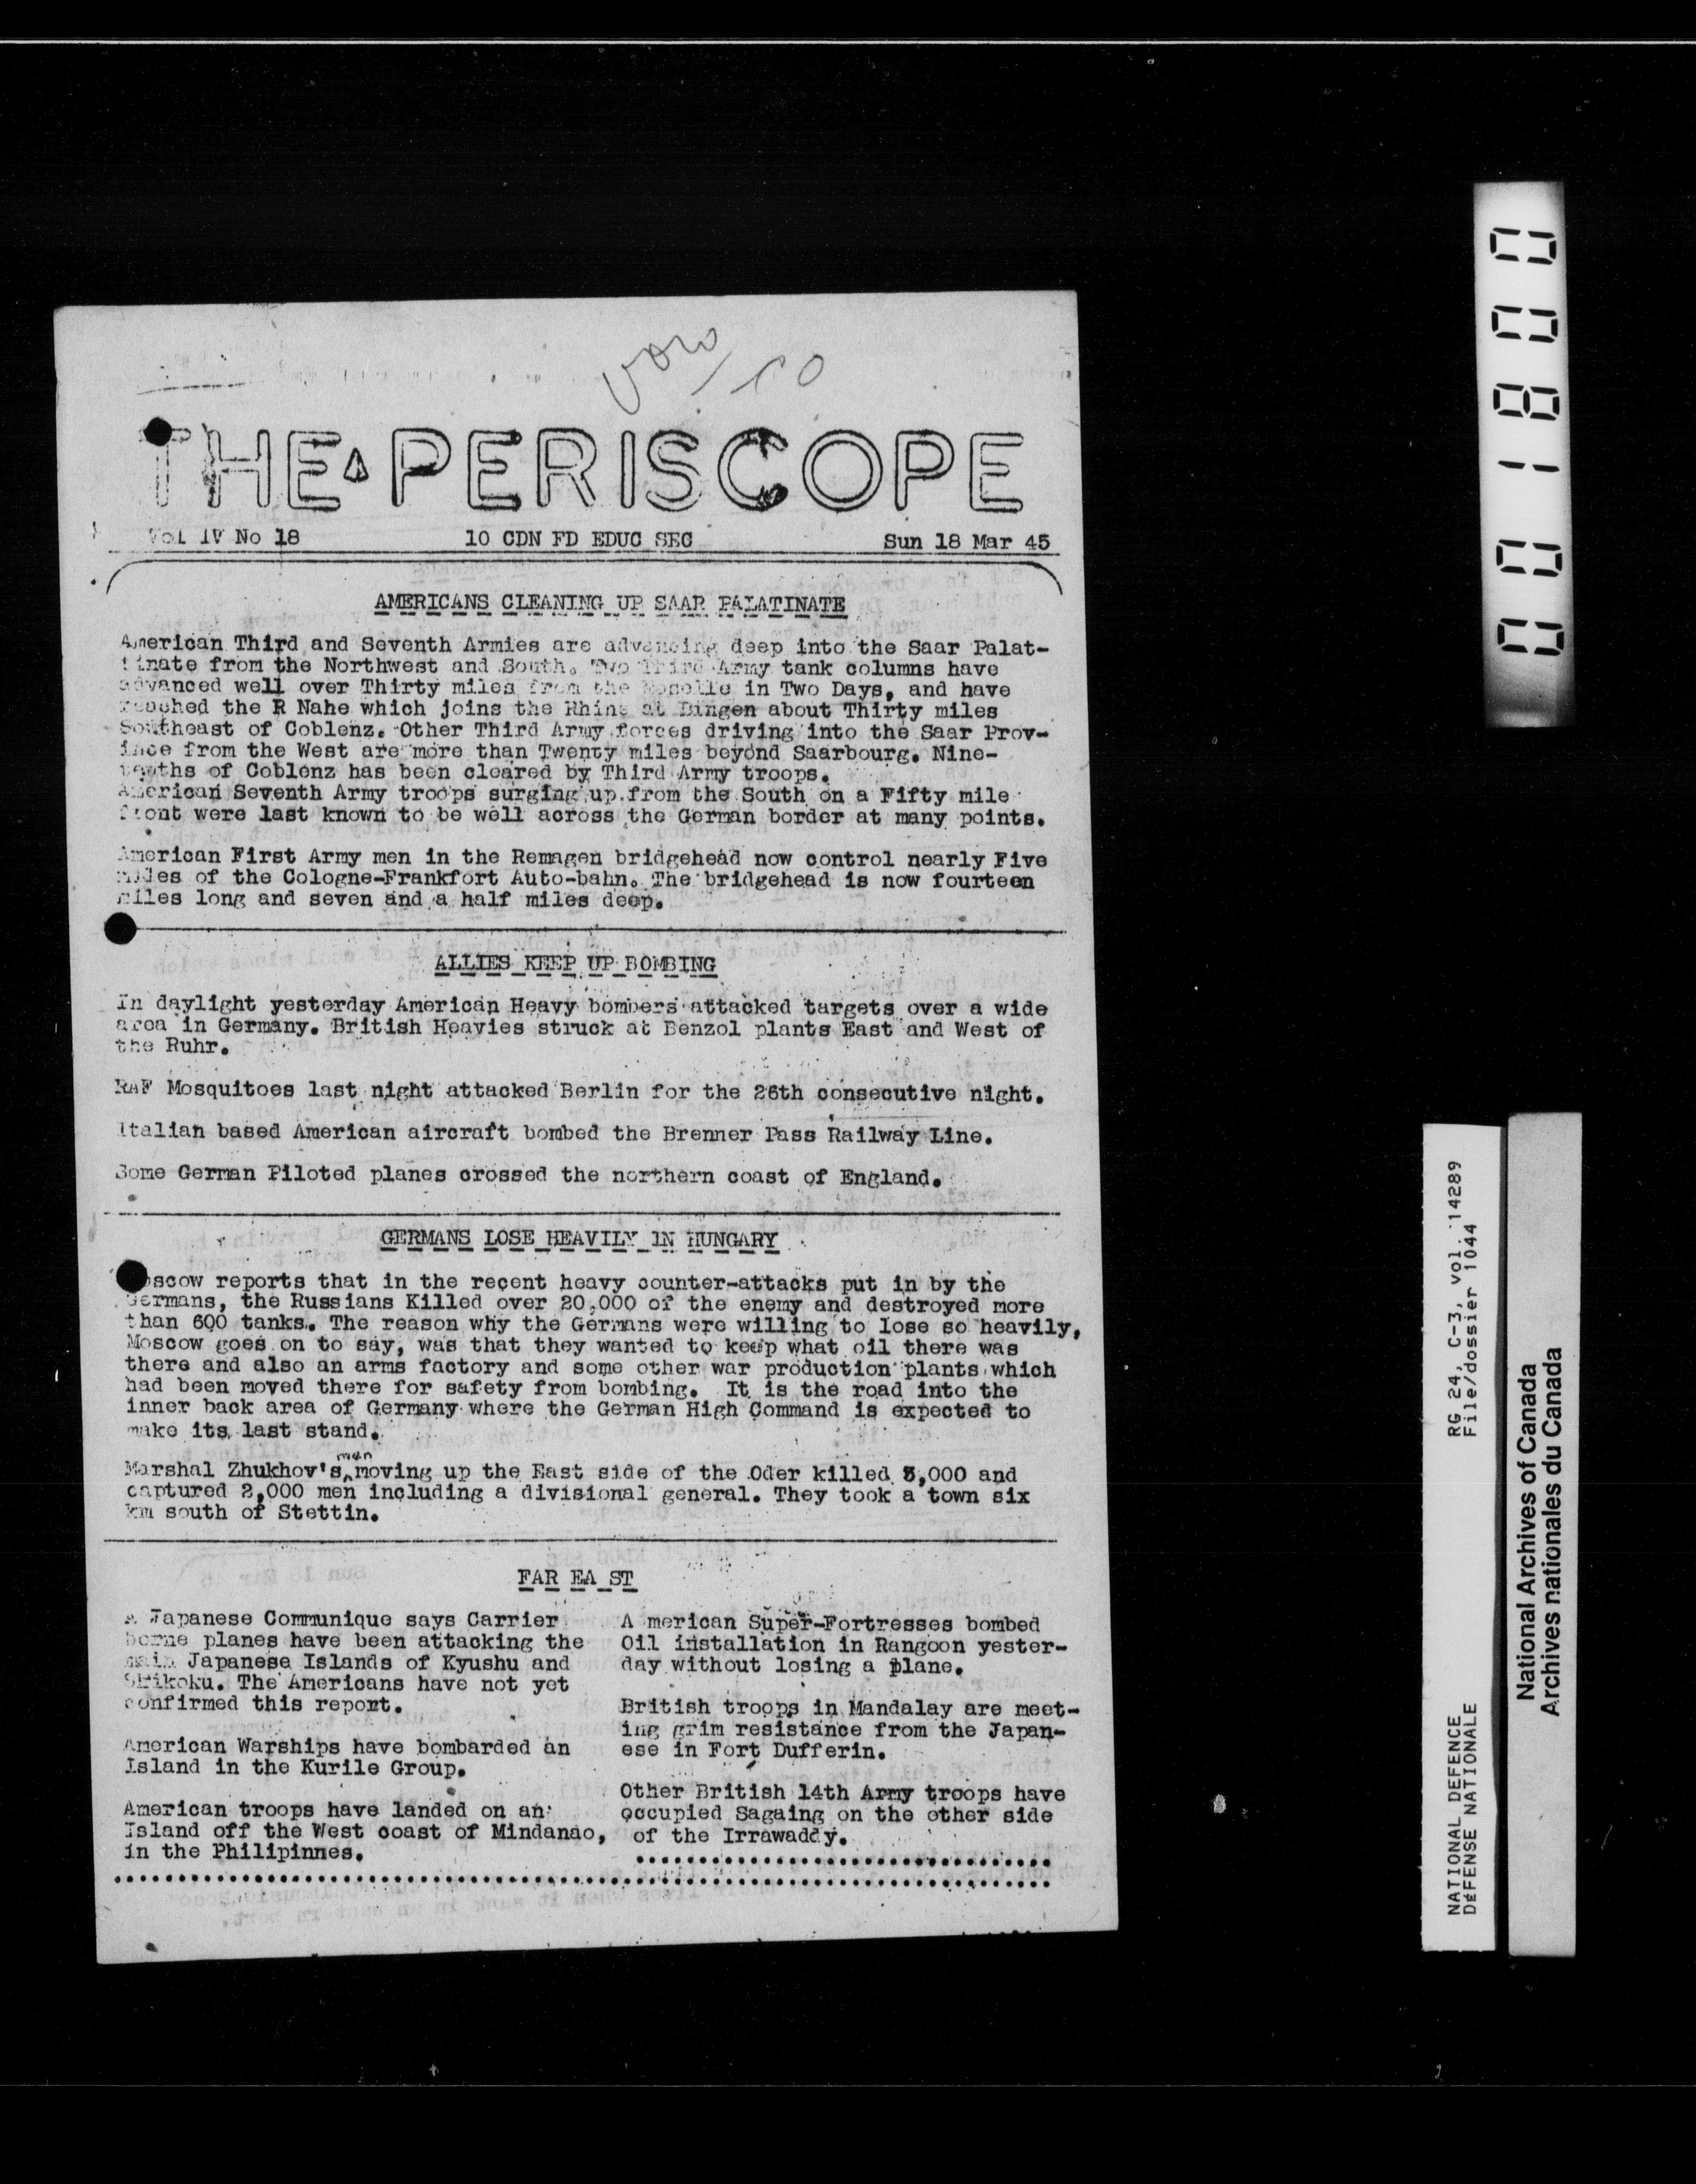 THE PERISCOPE
Vol IV No 18 10 CDN FD EDUC SEC Sun 18 Mar 45
AMERICANS CLEANING UP SAAR PALATINATE
American Third and Seventh Armies are advancing deep into the Saar Palat-
tinate from the Northwest and South. Two Third Army tank columns have
advanced well over Thirty miles from the Moselle in Two Days, and have
reached the R Nahe which joins the Rhine at Bingen about Thirty miles
Southeast of Coblenz. Other Third Army forces driving into the Saar Prov-
ince from the West are more than Twenty miles beyond Saarbourg. Nine-
tenths of Coblenz has been cleared by Third Army troops.
American Seventh Army troops surging up from the South on a Fifty mile
front were last known to be well across the German border at many points.
American First Army men in the Remagen bridgehead now control nearly Five
miles of the Cologne-Frankfort Auto-bahn. The bridgehead is now fourteen
miles long and seven and a half miles deep.
ALLIES KEEP UP BOMBING
In daylight yesterday American Heavy bombers attacked targets over a wide
area in Germany. British Heavies struck at Benzol plants East and West of
the Ruhr.
RAF Mosquitoes last night attacked Berlin for the 26th consecutive night.
Italian based American aircraft bombed the Brenner Pass Railway Line.
Some German Piloted planes crossed the northern coast of England.
GERMANS LOSE HEAVILY IN HUNGARY
Moscow reports that in the recent heavy counter-attacks put in by the
Germans, the Russians Killed over 20,000 of the enemy and destroyed more
than 600 tanks. The reason why the Germans were willing to lose so heavily,
Moscow goes on to say, was that they wanted to keep what oil there was
there and also an arms factory and some other war production plants which
had been moved there for safety from bombing. It is the road into the
inner back area of Germany where the German High Command is expected to
make its last stand.
Marshal Zhukhov's men moving up the East side of the Oder killed 8,000 and
captured 2,000 men including a divisional general. They took a town six
km south of Stettin.
FAR EA ST
A Japanese Communique says Carrier
borne planes have been attacking the
main Japanese Islands of Kyushu and
Shikoku. The Americans have not yet
confirmed this report.
American Warships have bombarded an
Island in the Kurile Group.
American troops have landed on an
Island off the West coast of Mindanao,
in the Philipinnes.
A merican Super-Fortresses bombed
Oil installation in Rangoon yester-
day without losing a plane.
British troops in Mandalay are meet-
ing grim resistance from the Japan-
ese in Fort Dufferin.
Other British 14th Army troops have
occupied Sagaing on the other side
of the Irrawaddy.
001800
RG 24, C-3, vol. 14289
File/dossier 1044
NATIONAL DEFENCE
DÉFENSE NATIONALE
National Archives of Canada
Archives nationales du Canada